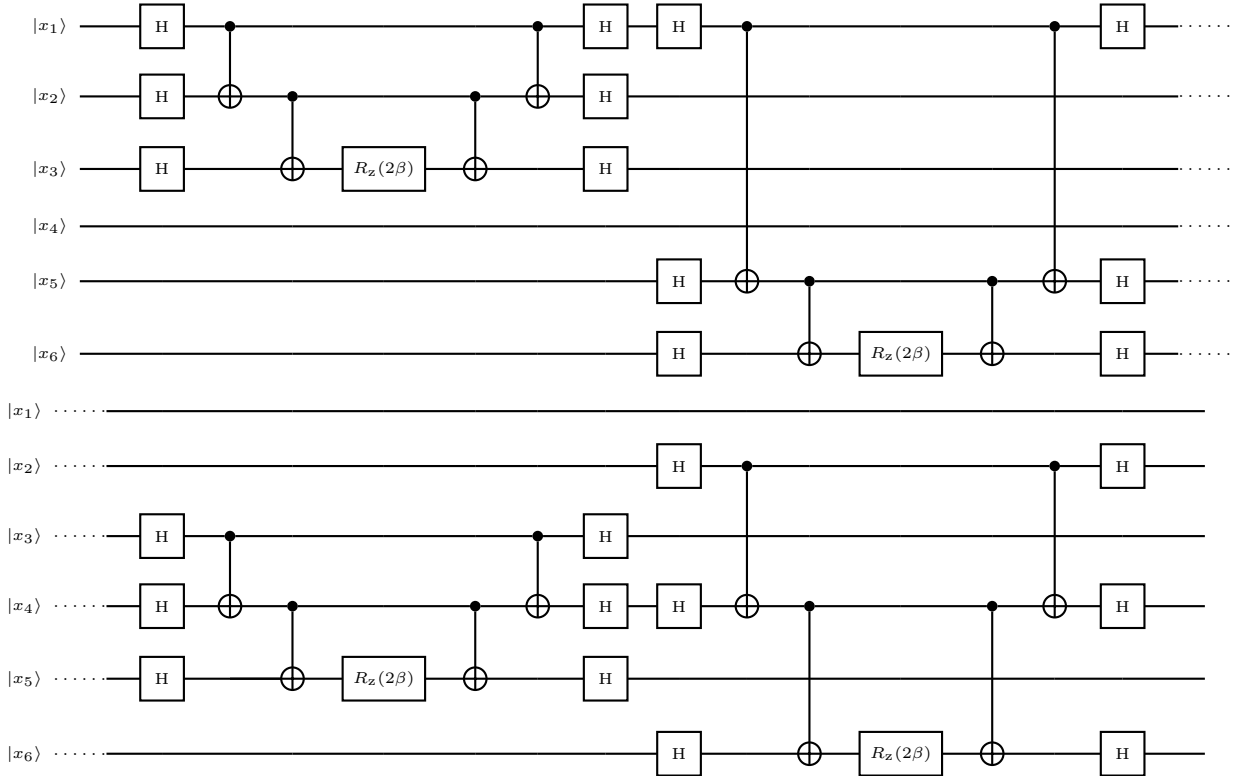 |x₁⟩ H H H H ······
|x₂⟩ H H ······
|x₃⟩ H R_z(2β) H ······
|x₄⟩ ······
|x₅⟩ H H ······
|x₆⟩ H R_z(2β) H ······
|x₁⟩ ······
|x₂⟩ ······ H H
|x₃⟩ ······ H H
|x₄⟩ ······ H H H H
|x₅⟩ ······ H R_z(2β) H
|x₆⟩ ······ H R_z(2β) H